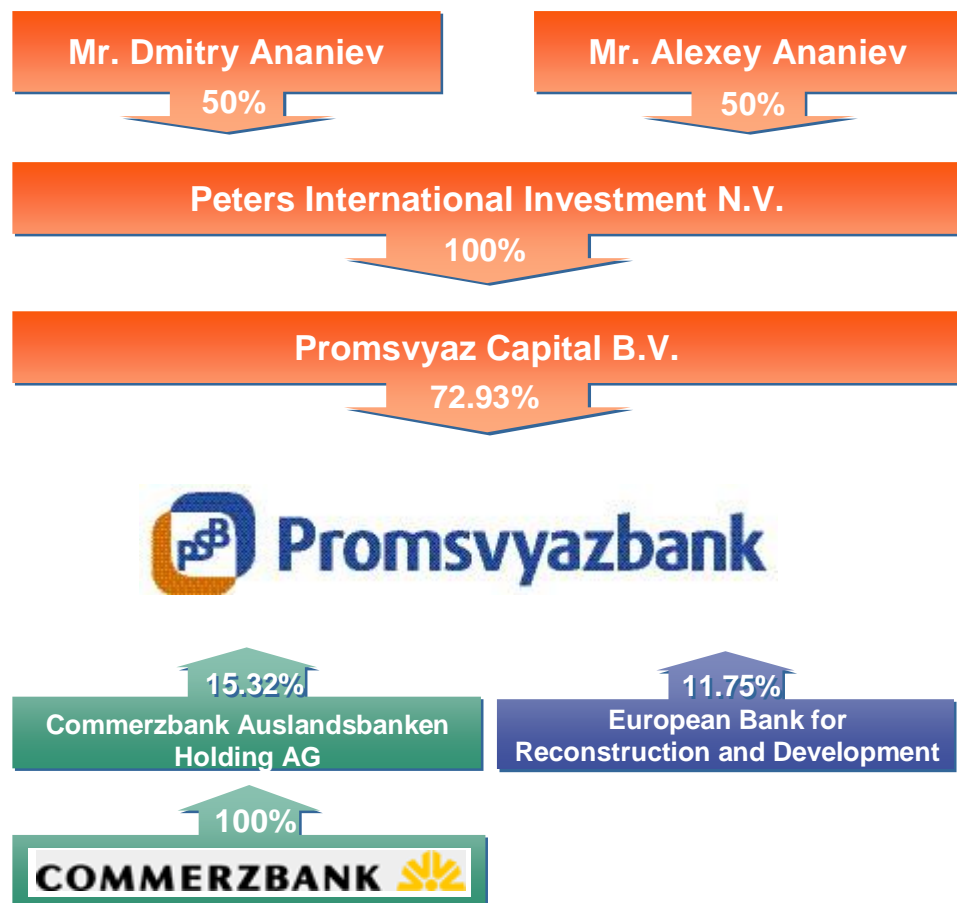 Mr. Dmitry Ananiev
Mr. Alexey Ananiev
50%
50%
Peters International Investment N.V.
100%
Promsvyaz Capital B.V.
72.93%
PSB
Promsvyazbank
15.32%
11.75%
Commerzbank Auslandsbanken
Holding AG
European Bank for
Reconstruction and Development
100%
COMMERZBANK